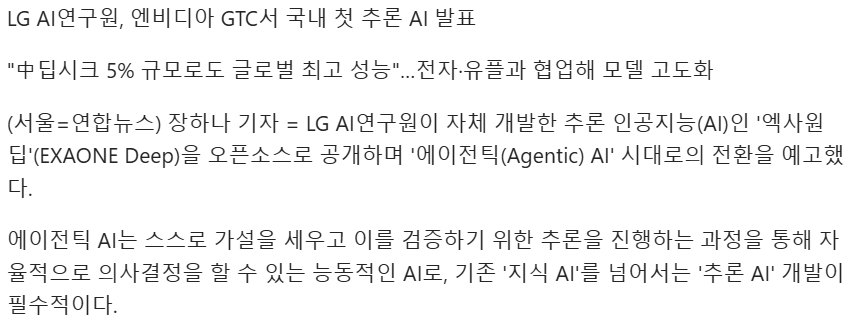 LG AI연구원, 엔비디아 GTC서 국내 첫 추론 AI 발표
"中딥시크 5% 규모로도 글로벌 최고 성능"…전자·유플과 협업해 모델 고도화
(서울=연합뉴스) 장하나 기자 = LG AI연구원이 자체 개발한 추론 인공지능(AI)인 '엑사원
딥'(EXAONE Deep)을 오픈소스로 공개하며 '에이전틱(Agentic) AI' 시대로의 전환을 예고했
다.
에이전틱 AI는 스스로 가설을 세우고 이를 검증하기 위한 추론을 진행하는 과정을 통해 자
율적으로 의사결정을 할 수 있는 능동적인 AI로, 기존 '지식 AI'를 넘어서는 '추론 AI' 개발이
필수적이다.